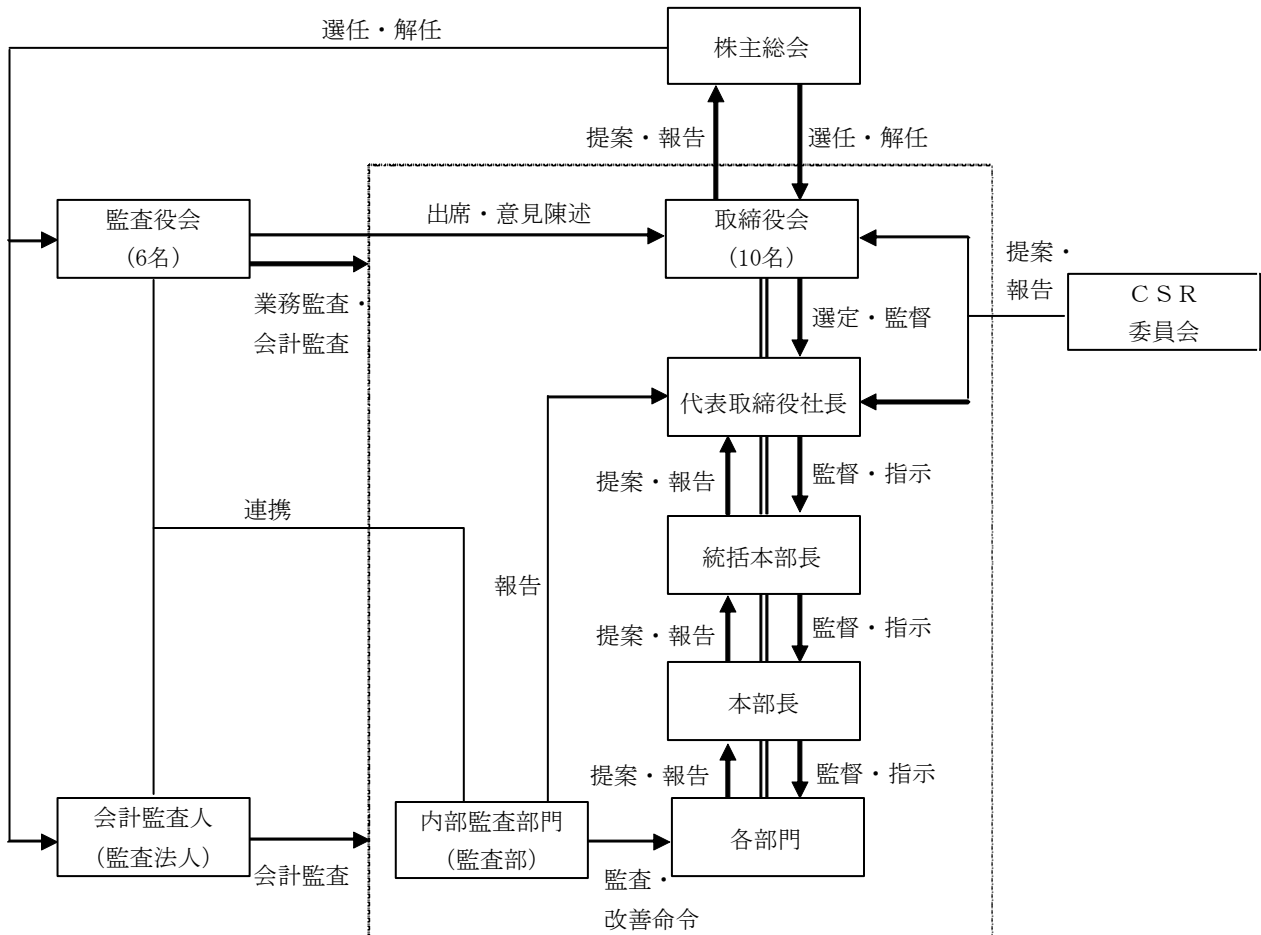 選任・解任
株主総会
提案・報告
選任・解任
監査役会
（6名）
出席・意見陳述
取締役会
（10名）
業務監査・
会計監査
提案・
報告
ＣＳＲ
委員会
選定・監督
代表取締役社長
提案・報告
監督・指示
連携
統括本部長
報告
提案・報告
監督・指示
本部長
提案・報告
監督・指示
会計監査人
（監査法人）
会計監査
内部監査部門
（監査部）
監査・
改善命令
各部門